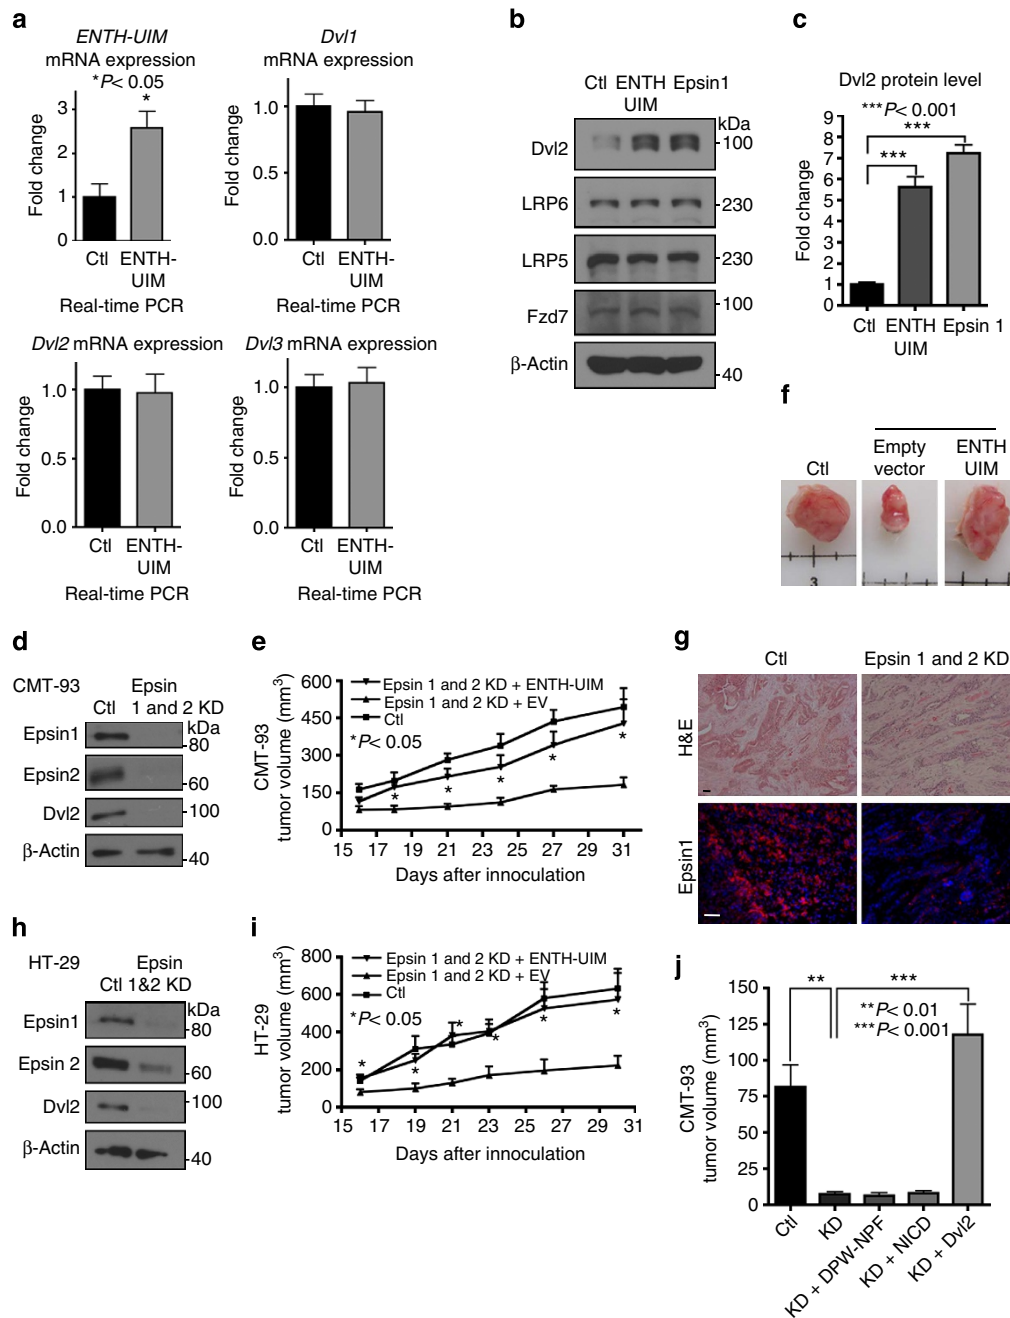 a
ENTH-UIM
mRNA expression
*P< 0.05
*
Fold change
3
2
1
0
Ctl ENTH-
UIM
Real-time PCR
Dvl1
mRNA expression
Fold change
1.0
0.5
0.0
Ctl ENTH-
UIM
Real-time PCR
Dvl2 mRNA expression
Fold change
1.0
0.5
0.0
Ctl ENTH-
UIM
Real-time PCR
Dvl3 mRNA expression
Fold change
1.0
0.5
0.0
Ctl ENTH-
UIM
Real-time PCR
b
Ctl ENTH Epsin1
UIM
kDa
Dvl2
100
LRP6
230
LRP5
230
Fzd7
100
β-Actin
40
c
Dvl2 protein level
***P< 0.001
***
***
Fold change
9
8
7
6
5
4
3
2
1
0
Ctl ENTH Epsin 1
UIM
f
Empty ENTH
Ctl vector UIM
3
d
CMT-93 Epsin
Ctl 1 and 2 KD
kDa
Epsin1
80
Epsin2
60
Dvl2
100
β-Actin
40
e
CMT-93
tumor volume (mm³)
600
450
300
150
0
Epsin 1 and 2 KD + ENTH-UIM
Epsin 1 and 2 KD + EV
Ctl
*P< 0.05
* * * * *
15 17 19 21 23 25 27 29 31
Days after innoculation
g
Ctl Epsin 1 and 2 KD
H&E
Epsin1
h
HT-29 Epsin
Ctl 1&2 KD
kDa
Epsin1
80
Epsin 2
60
Dvl2
100
β-Actin
40
i
HT-29
tumor volume (mm³)
800
600
400
200
0
Epsin 1 and 2 KD + ENTH-UIM
Epsin 1 and 2 KD + EV
Ctl
*P< 0.05
* * * * * *
15 17 19 21 23 25 27 29 31
Days after innoculation
j
CMT-93
tumor volume (mm³)
150
125
100
75
50
25
0
** ***
**P< 0.01
***P< 0.001
Ctl
KD
KD + DPW-NPF
KD + NICD
KD + Dvl2